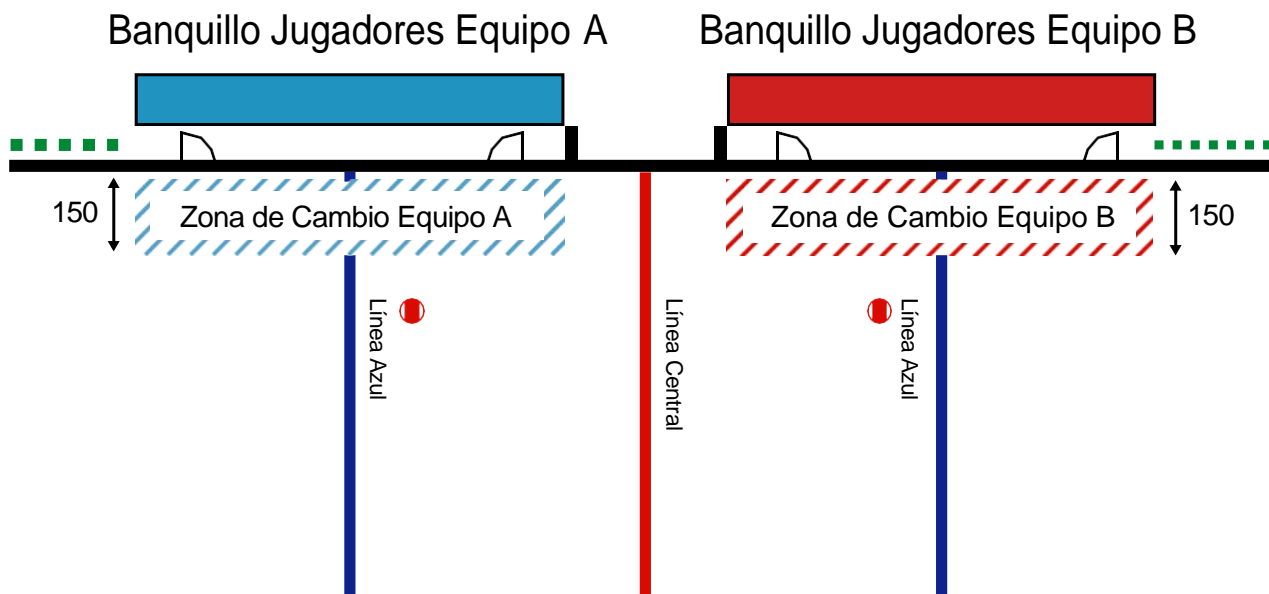 Banquillo Jugadores Equipo A
Banquillo Jugadores Equipo B
150
Zona de Cambio Equipo A
Zona de Cambio Equipo B
150
Línea Azul
Línea Central
Línea Azul